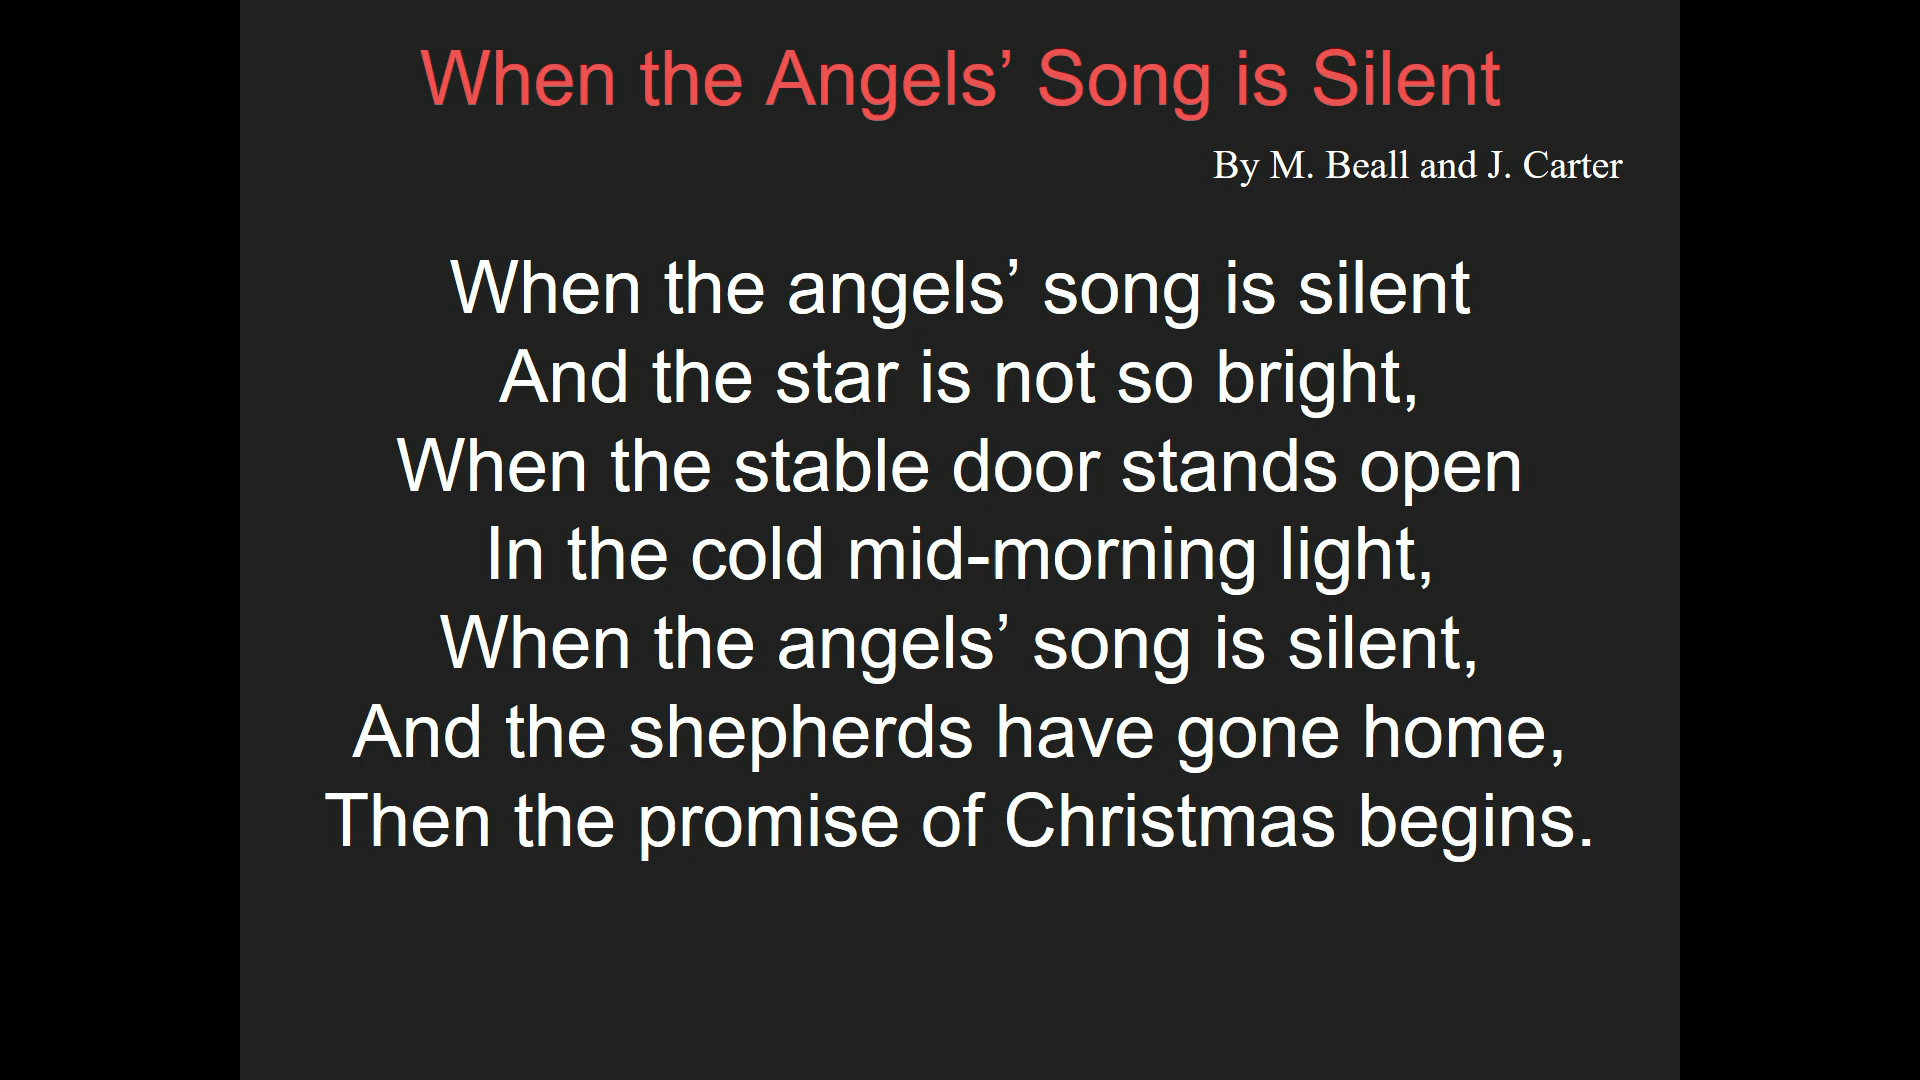 When the Angels’ Song is Silent
By M. Beall and J. Carter
When the angels’ song is silent
And the star is not so bright,
When the stable door stands open
In the cold mid-morning light,
When the angels’ song is silent,
And the shepherds have gone home,
Then the promise of Christmas begins.